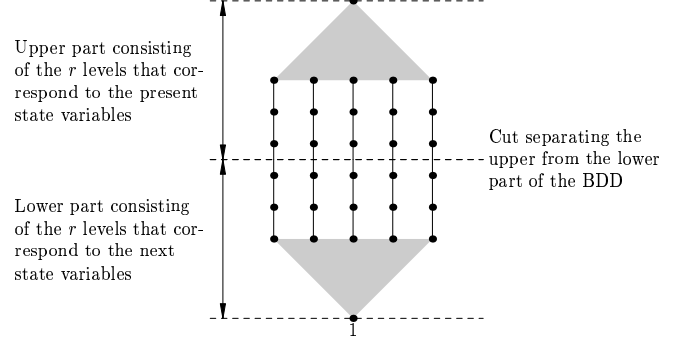 Upper part consisting
of the r levels that cor-
respond to the present
state variables
Cut separating the
upper from the lower
part of the BDD
Lower part consisting
of the r levels that cor-
respond to the next
state variables
1